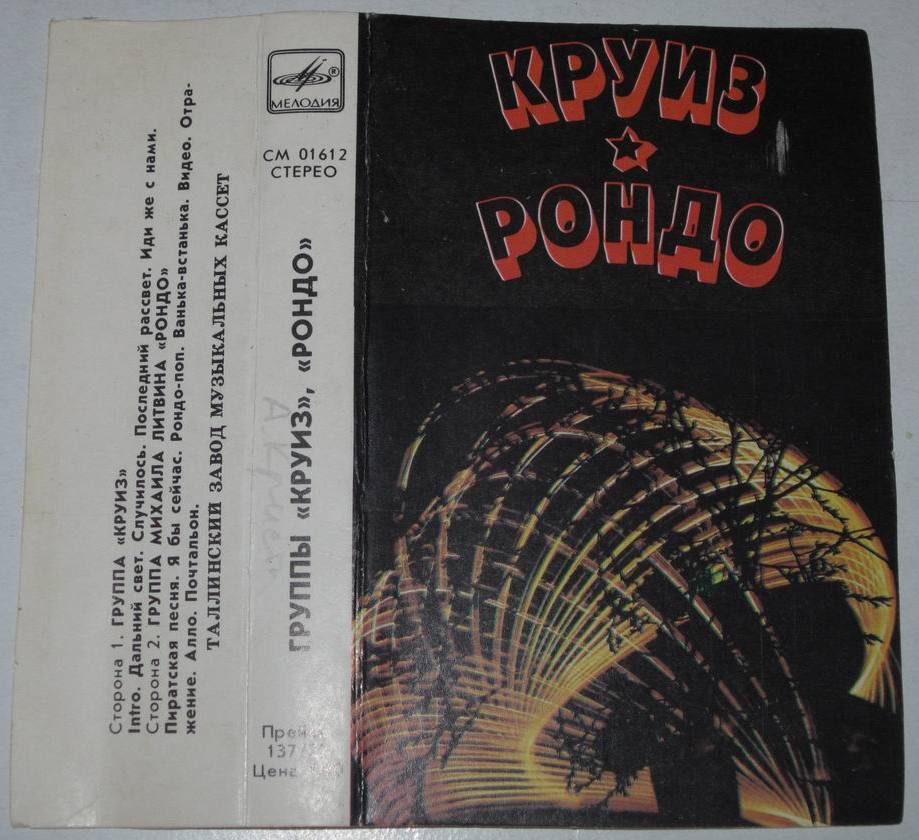 Сторона 1. ГРУППА «КРУИЗ»
Intro. Дальний свет. Случилось. Последний рассвет. Иди же с нами.
Сторона 2. ГРУППА МИХАИЛА ЛИТВИНА «РОНДО»
Пиратская песня. Я бы сейчас. Рондо-поп. Ванька-встанька. Видео. Отра-
жение. Алло. Почтальон.
ТАЛЛИНСКИЙ ЗАВОД МУЗЫКАЛЬНЫХ КАССЕТ
МЕЛОДИЯ
СМ 01612
СТЕРЕО
ГРУППЫ «КРУИЗ», «РОНДО»
Цена
КРУИЗ
РОНДО